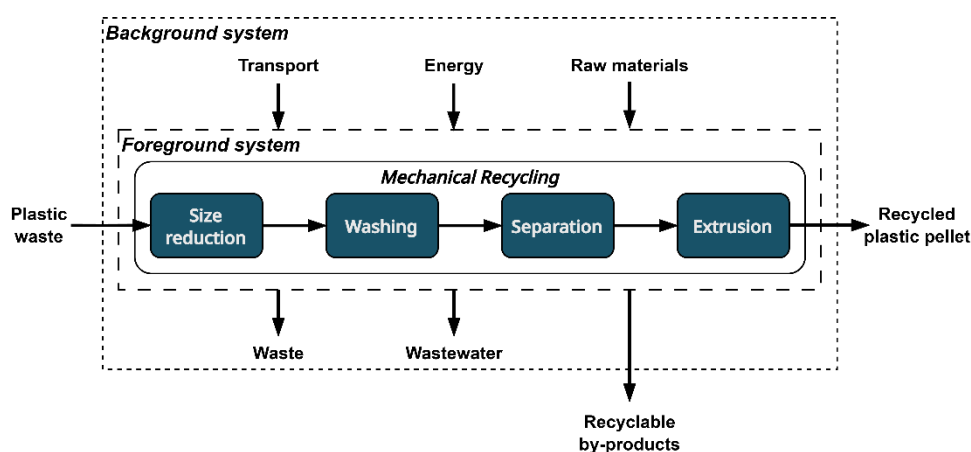 Background system
Transport
Energy
Raw materials
Foreground system
Mechanical Recycling
Plastic
waste
Size
reduction
Washing
Separation
Extrusion
Recycled
plastic pellet
Waste
Wastewater
Recyclable
by-products